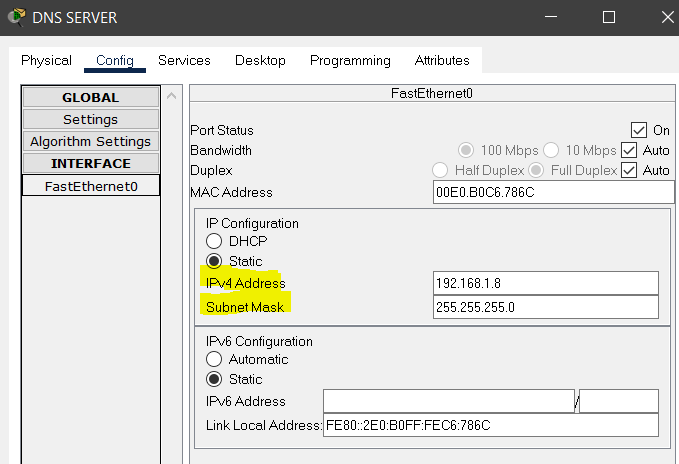 DNS SERVER
Physical Config Services Desktop Programming Attributes
GLOBAL
Settings
Algorithm Settings
INTERFACE
FastEthernet0
FastEthernet0
Port Status On
Bandwidth 100 Mbps 10 Mbps Auto
Duplex Half Duplex Full Duplex Auto
MAC Address 00E0.B0C6.786C
IP Configuration
DHCP
Static
IPv4 Address 192.168.1.8
Subnet Mask 255.255.255.0
IPv6 Configuration
Automatic
Static
IPv6 Address /
Link Local Address: FE80::2E0:B0FF:FEC6:786C